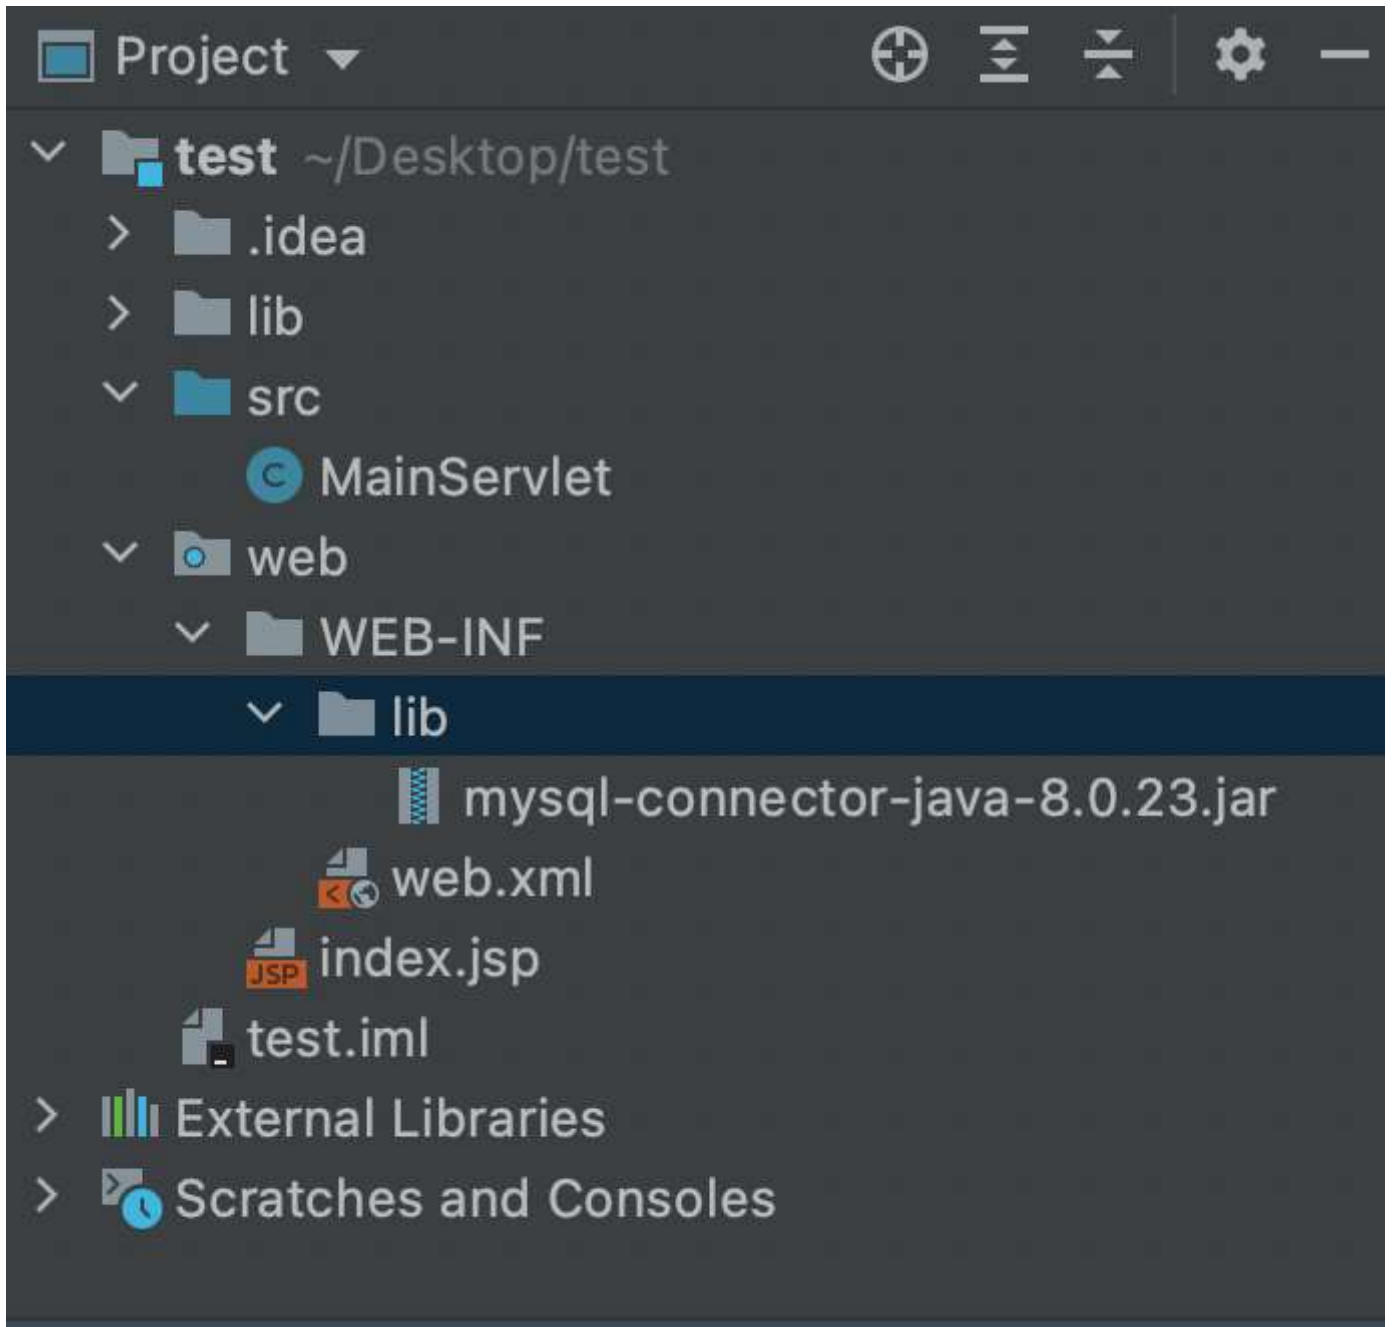 Project
test ~/Desktop/test
.idea
lib
src
C MainServlet
web
WEB-INF
lib
mysql-connector-java-8.0.23.jar
web.xml
JSP index.jsp
test.iml
External Libraries
Scratches and Consoles